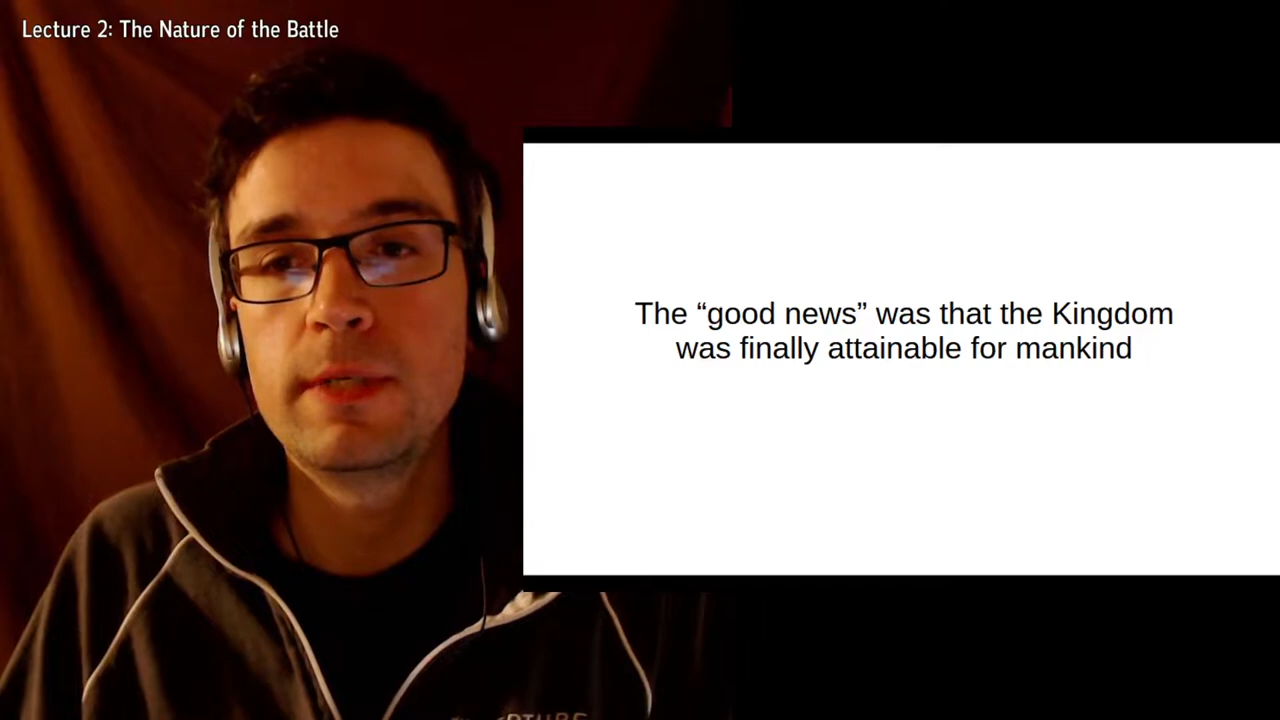 Lecture 2: The Nature of the Battle
The “good news” was that the Kingdom
was finally attainable for mankind